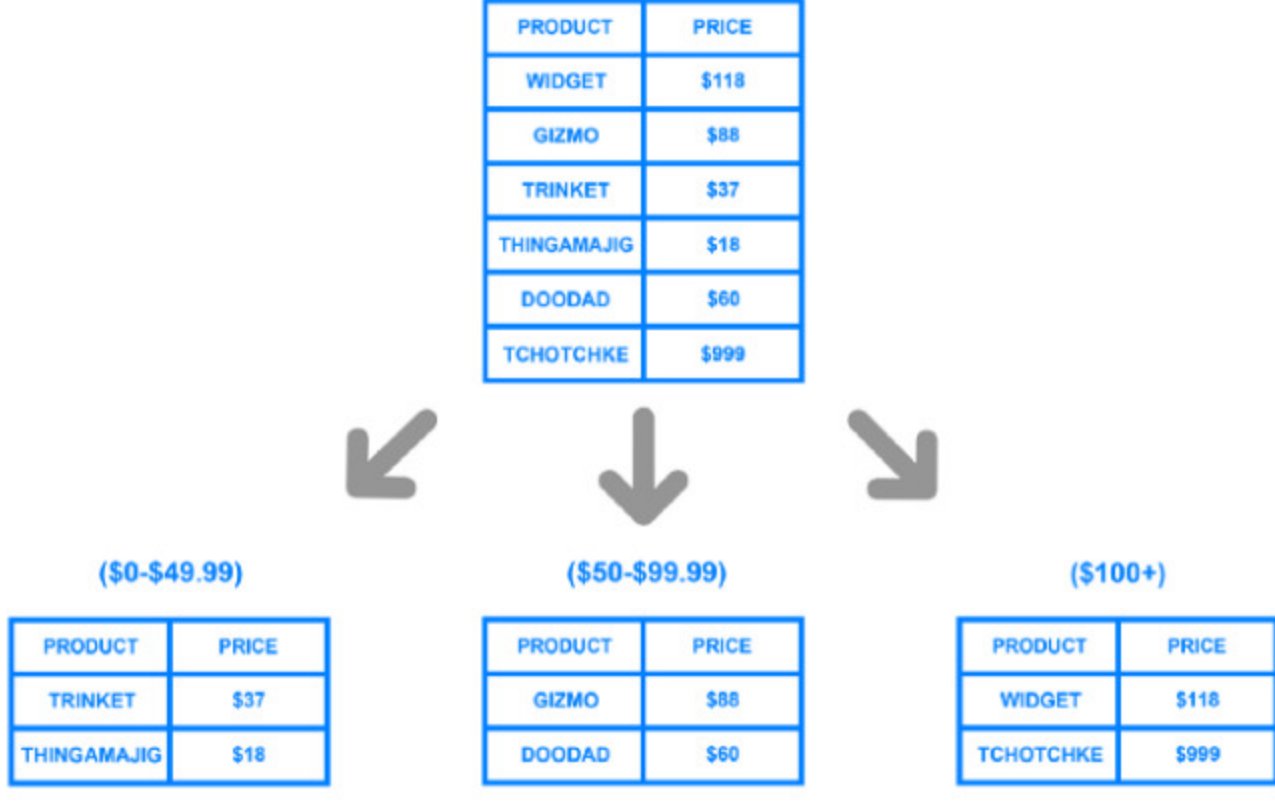 PRODUCT PRICE
WIDGET $118
GIZMO $88
TRINKET $37
THINGAMAJIG $18
DOODAD $60
TCHOTCHKE $999
($0-$49.99)
PRODUCT PRICE
TRINKET $37
THINGAMAJIG $18
($50-$99.99)
PRODUCT PRICE
GIZMO $88
DOODAD $60
($100+)
PRODUCT PRICE
WIDGET $118
TCHOTCHKE $999